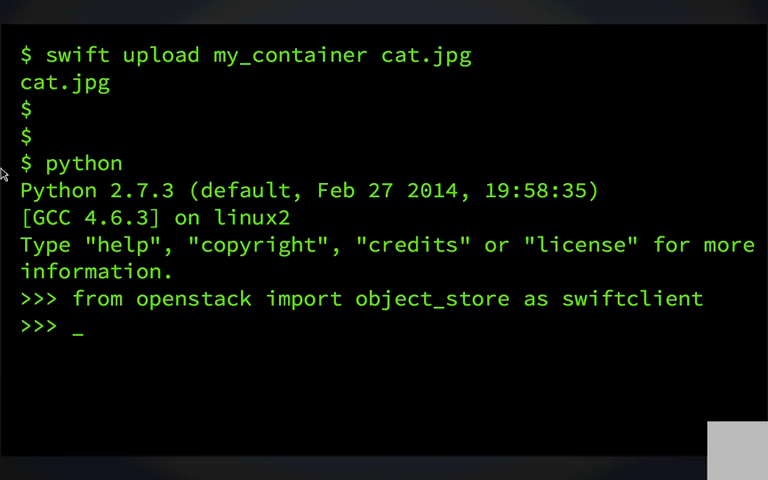 $ swift upload my_container cat.jpg
cat.jpg
$
$
$ python
Python 2.7.3 (default, Feb 27 2014, 19:58:35)
[GCC 4.6.3] on linux2
Type "help", "copyright", "credits" or "license" for more
information.
>>> from openstack import object_store as swiftclient
>>> _